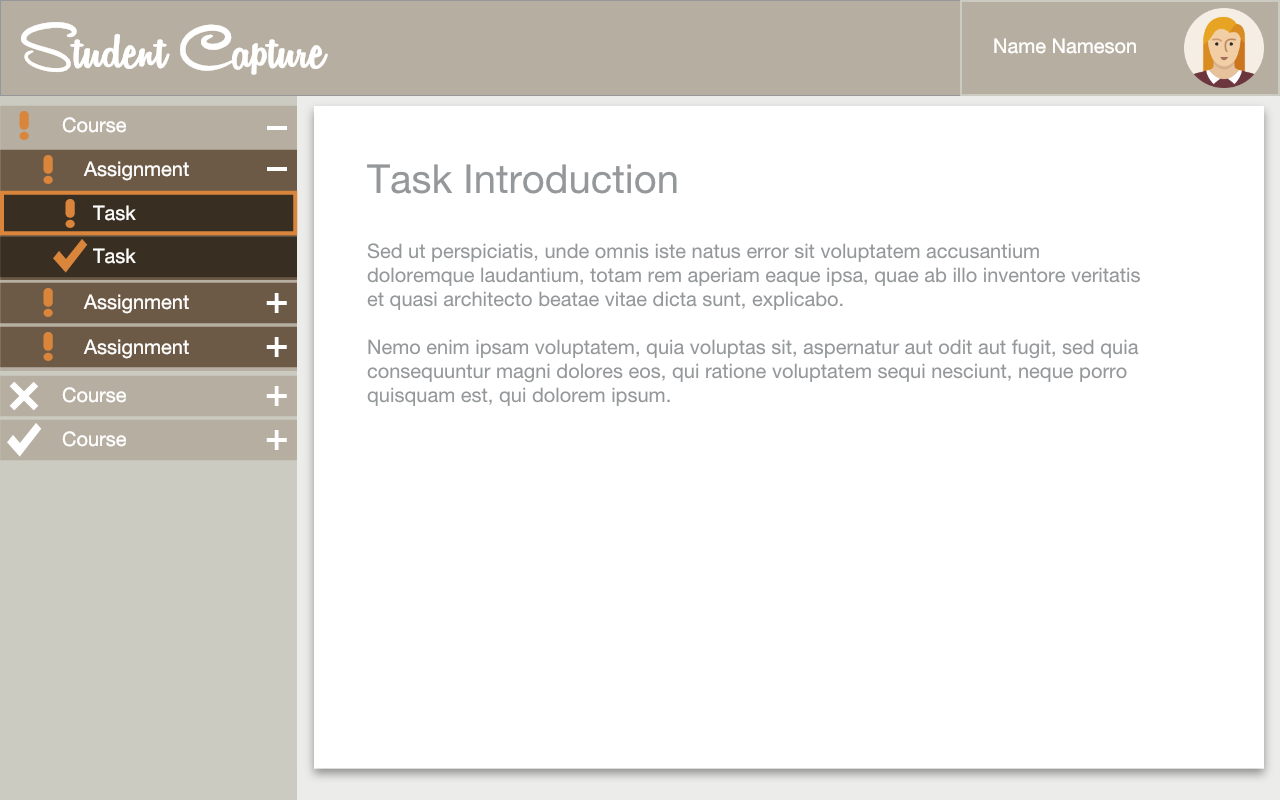 Student Capture
Name Nameson
Course
Assignment
Task
Task
Assignment
Assignment
Course
Course
Task Introduction
Sed ut perspiciatis, unde omnis iste natus error sit voluptatem accusantium
doloremque laudantium, totam rem aperiam eaque ipsa, quae ab illo inventore veritatis
et quasi architecto beatae vitae dicta sunt, explicabo.
Nemo enim ipsam voluptatem, quia voluptas sit, aspernatur aut odit aut fugit, sed quia
consequuntur magni dolores eos, qui ratione voluptatem sequi nesciunt, neque porro
quisquam est, qui dolorem ipsum.